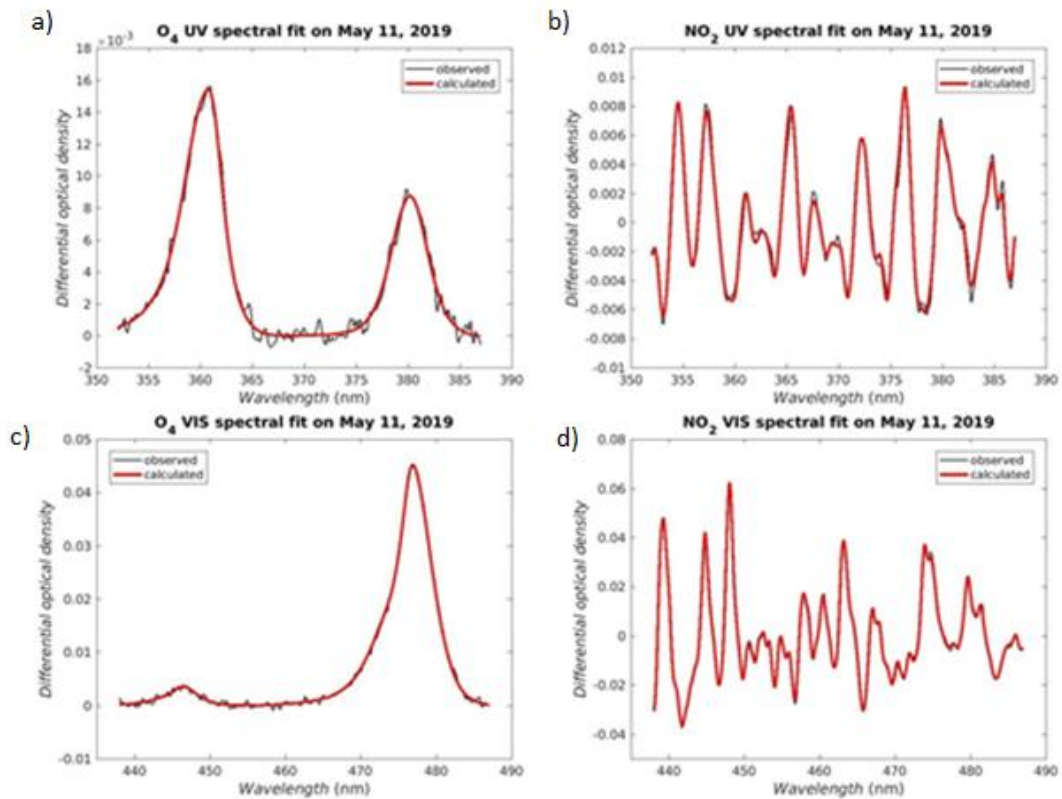 a)
O4 UV spectral fit on May 11, 2019
×10-3
18
16
14
12
10
8
6
4
2
0
-2
Differential optical density
observed
calculated
350 355 360 365 370 375 380 385 390
Wavelength (nm)
b)
NO2 UV spectral fit on May 11, 2019
0.012
0.01
0.008
0.006
0.004
0.002
0
-0.002
-0.004
-0.006
-0.008
-0.01
Differential optical density
observed
calculated
350 355 360 365 370 375 380 385 390
Wavelength (nm)
c)
O4 VIS spectral fit on May 11, 2019
0.05
0.04
0.03
0.02
0.01
0
-0.01
Differential optical density
observed
calculated
440 450 460 470 480 490
Wavelength (nm)
d)
NO2 VIS spectral fit on May 11, 2019
0.08
0.06
0.04
0.02
0
-0.02
-0.04
Differential optical density
observed
calculated
440 450 460 470 480 490
Wavelength (nm)